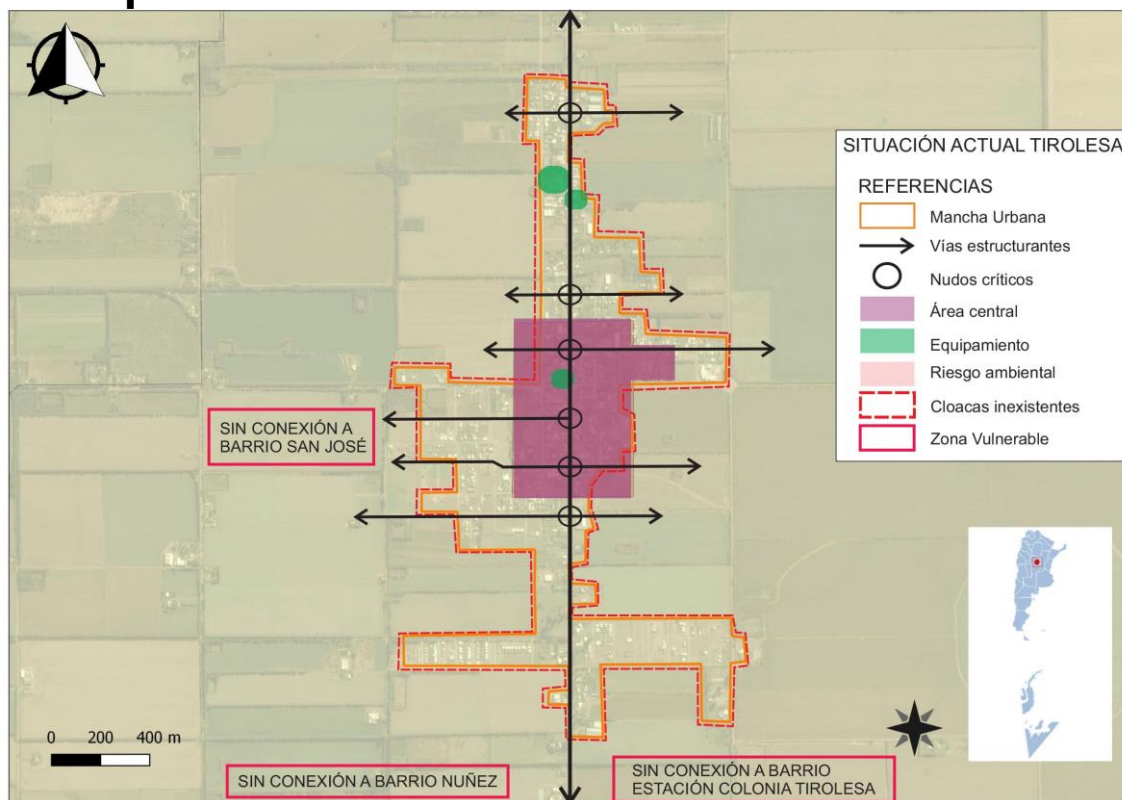 SITUACIÓN ACTUAL TIROLESA
REFERENCIAS
Mancha Urbana
Vías estructurantes
Nudos críticos
Área central
Equipamiento
Riesgo ambiental
Cloacas inexistentes
Zona Vulnerable
SIN CONEXIÓN A
BARRIO SAN JOSÉ
0 200 400 m
SIN CONEXIÓN A BARRIO NUÑEZ
SIN CONEXIÓN A BARRIO
ESTACIÓN COLONIA TIROLESA